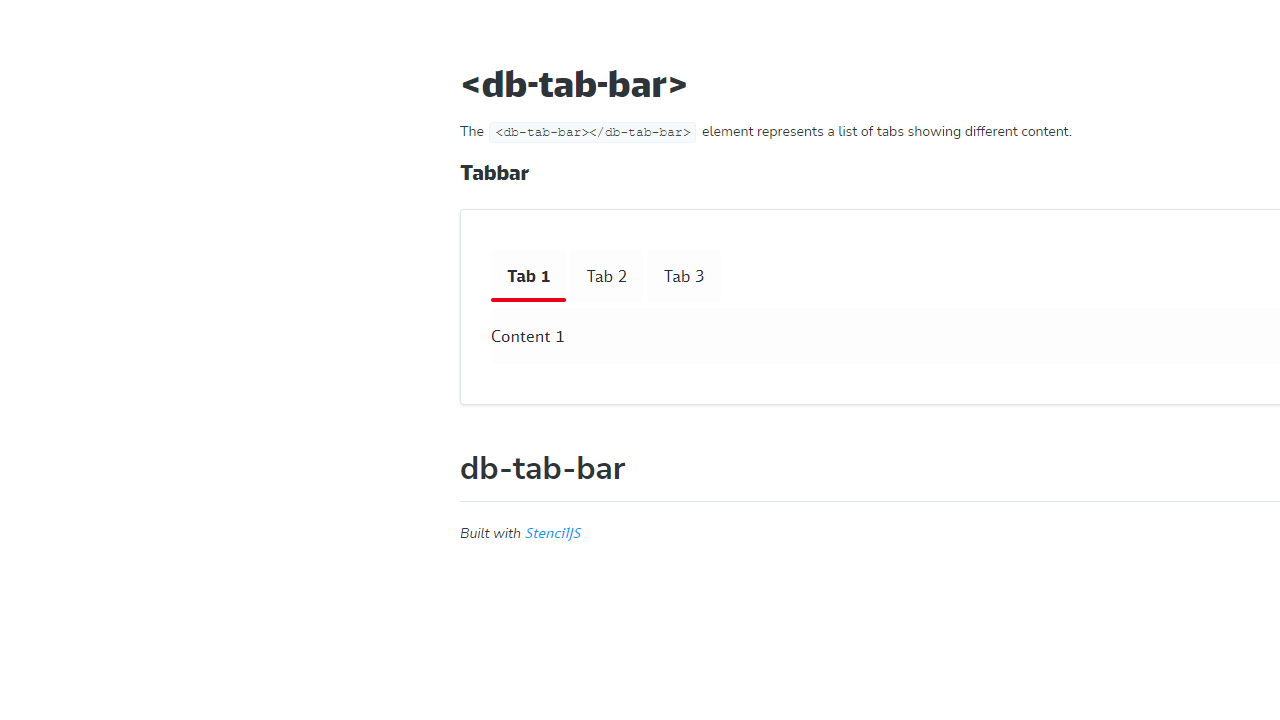 <db-tab-bar>
The <db-tab-bar></db-tab-bar> element represents a list of tabs showing different content.
Tabbar
Tab 1 Tab 2 Tab 3
Content 1
db-tab-bar
Built with StencilJS